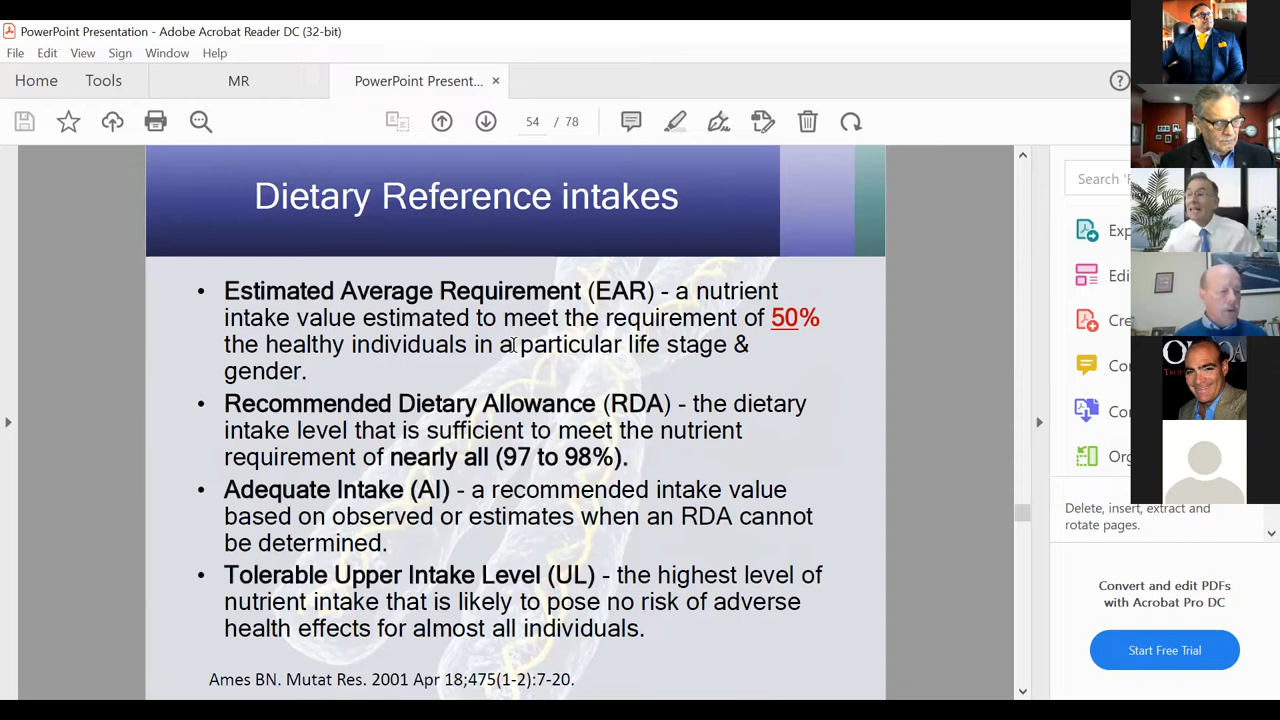 PowerPoint Presentation - Adobe Acrobat Reader DC (32-bit)
File Edit View Sign Window Help
Home Tools MR PowerPoint Present... ×
54 / 78
Dietary Reference intakes
• Estimated Average Requirement (EAR) - a nutrient
intake value estimated to meet the requirement of 50%
the healthy individuals in a particular life stage &
gender.
• Recommended Dietary Allowance (RDA) - the dietary
intake level that is sufficient to meet the nutrient
requirement of nearly all (97 to 98%).
• Adequate Intake (AI) - a recommended intake value
based on observed or estimates when an RDA cannot
be determined.
• Tolerable Upper Intake Level (UL) - the highest level of
nutrient intake that is likely to pose no risk of adverse
health effects for almost all individuals.
Ames BN. Mutat Res. 2001 Apr 18;475(1-2):7-20.
Search
Exp
Edi
Cre
Co
Co
Org
Delete, insert, extract and
rotate pages.
Convert and edit PDFs
with Acrobat Pro DC
Start Free Trial